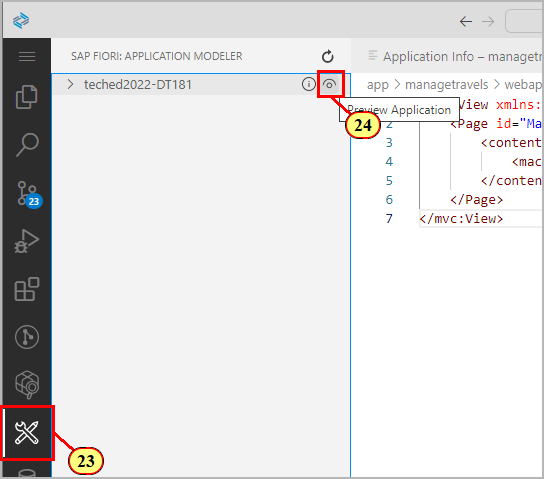 SAP FIORI: APPLICATION MODELER
Application Info – managetr
teched2022-DT181
app > managetravels > webap
Preview Application
View xmlns:
24
2 <Page id="Ma
3 <content
4 <mac
5 </conten
6 </Page>
7 </mvc:View>
23
23